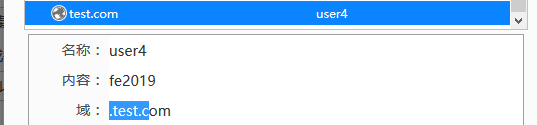 test.com user4
名称： user4
内容： fe2019
域： .test.com